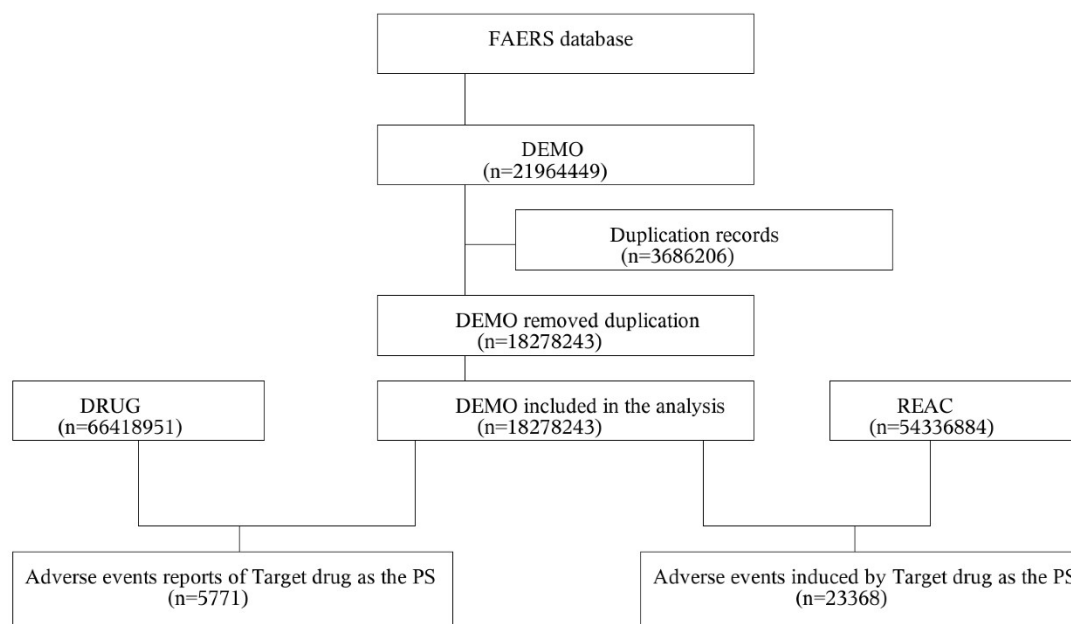 FAERS database
DEMO
(n=21964449)
Duplication records
(n=3686206)
DEMO removed duplication
(n=18278243)
DRUG
(n=66418951)
DEMO included in the analysis
(n=18278243)
REAC
(n=54336884)
Adverse events reports of Target drug as the PS
(n=5771)
Adverse events induced by Target drug as the PS
(n=23368)